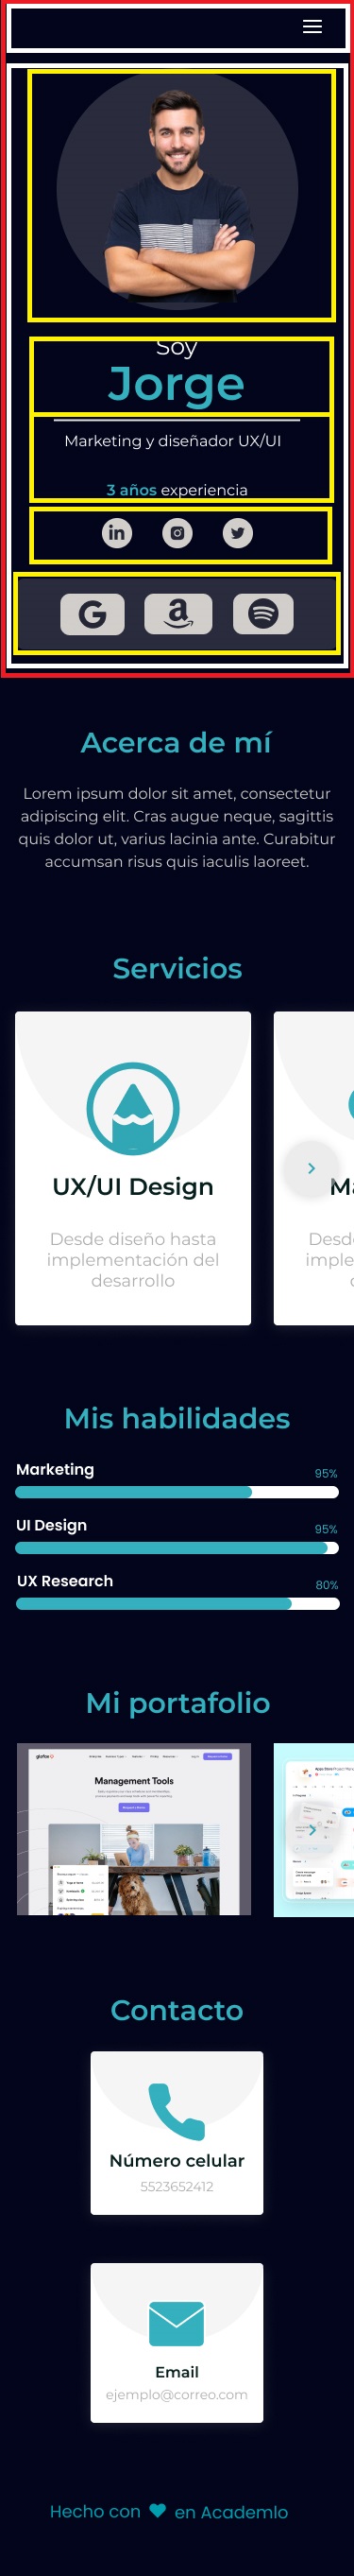 Soy
Jorge
Marketing y diseñador UX/UI
3 años experiencia
Acerca de mí
Lorem ipsum dolor sit amet, consectetur
adipiscing elit. Cras augue neque, sagittis
quis dolor ut, varius lacinia ante. Curabitur
accumsan risus quis iaculis laoreet.
Servicios
UX/UI Design
Desde diseño hasta
implementación del
desarrollo
Mis habilidades
Marketing
95%
UI Design
95%
UX Research
80%
Mi portafolio
Management Tools
Contacto
Número celular
5523652412
Email
ejemplo@correo.com
Hecho con ♥ en Academlo